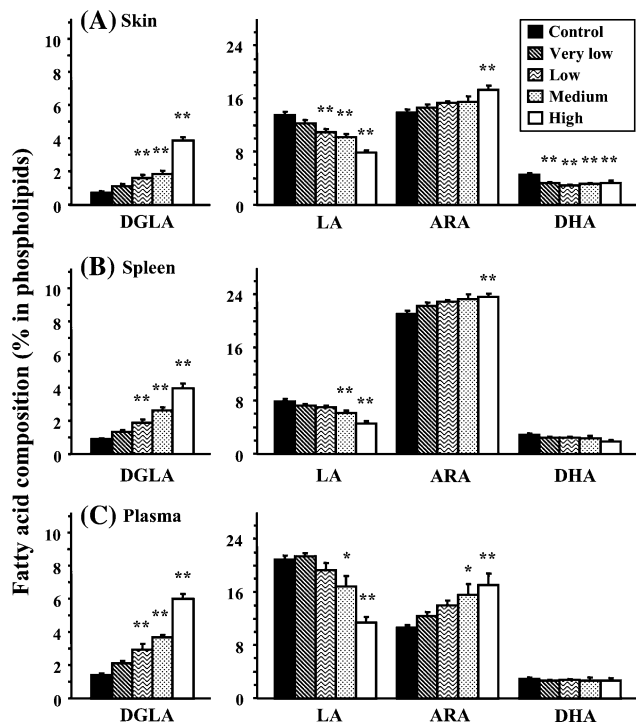 Fatty acid composition (% in phospholipids)
(A) Skin
10
8
6
4
2
0
** ** **
DGLA
24
16
8
0
** ** **
**
** ** ** **
LA ARA DHA
Control
Very low
Low
Medium
High
(B) Spleen
10
8
6
4
2
0
** ** **
DGLA
24
16
8
0
** **
**
LA ARA DHA
(C) Plasma
10
8
6
4
2
0
** ** **
DGLA
24
16
8
0
* **
* **
LA ARA DHA